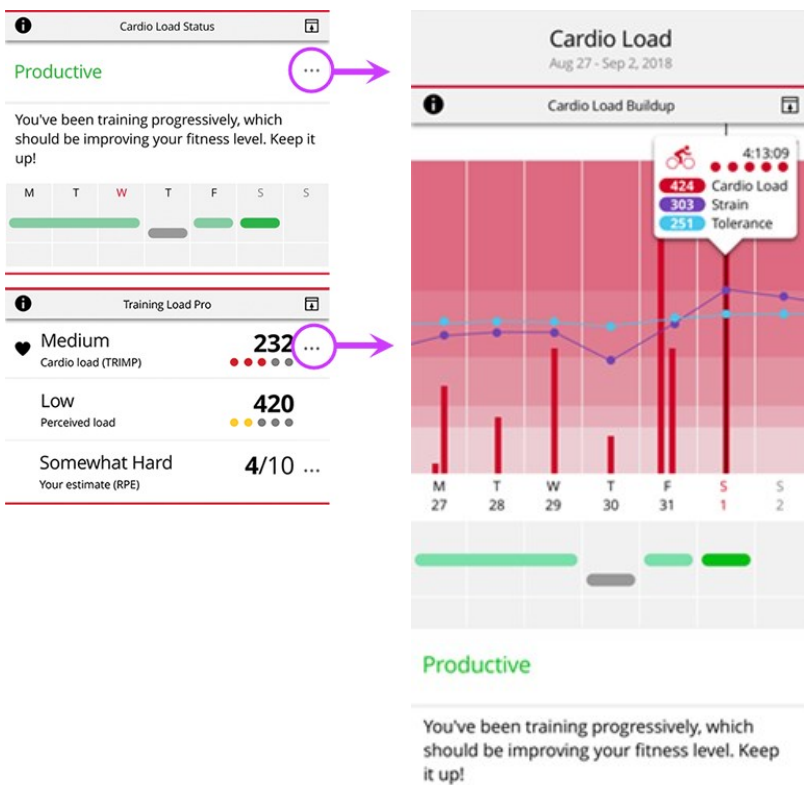 Cardio Load Status
Productive
...
You've been training progressively, which
should be improving your fitness level. Keep it
up!
M T W T F S S
Training Load Pro
Medium 232 ...
Cardio load (TRIMP)
Low 420
Perceived load
Somewhat Hard 4/10 ...
Your estimate (RPE)
Cardio Load
Aug 27 - Sep 2, 2018
Cardio Load Buildup
4:13:09
424 Cardio Load
303 Strain
251 Tolerance
M T W T F S S
27 28 29 30 31 1 2
Productive
You've been training progressively, which
should be improving your fitness level. Keep
it up!